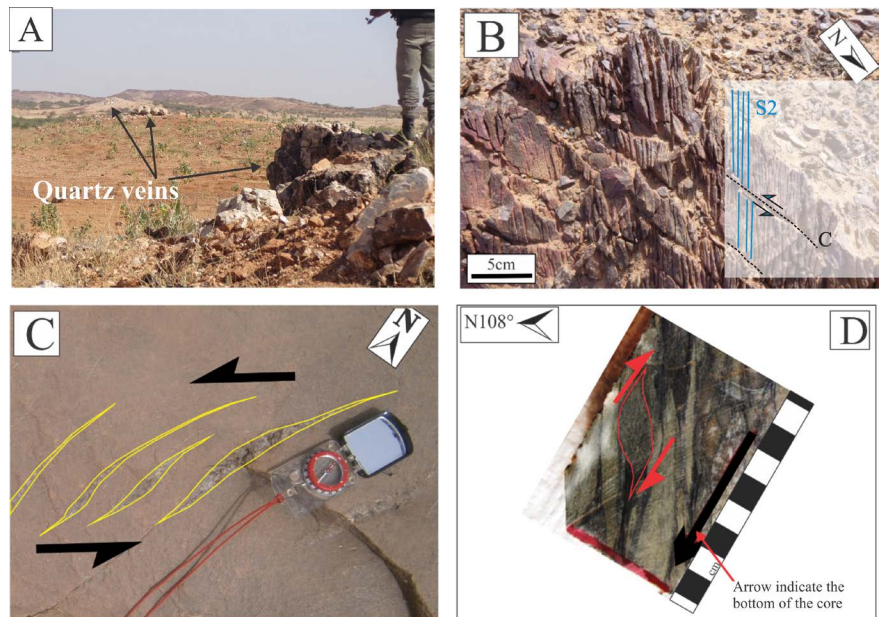 A
Quartz veins
B
N
S2
C
5cm
C
N
N108°
D
cm
Arrow indicate the
bottom of the core